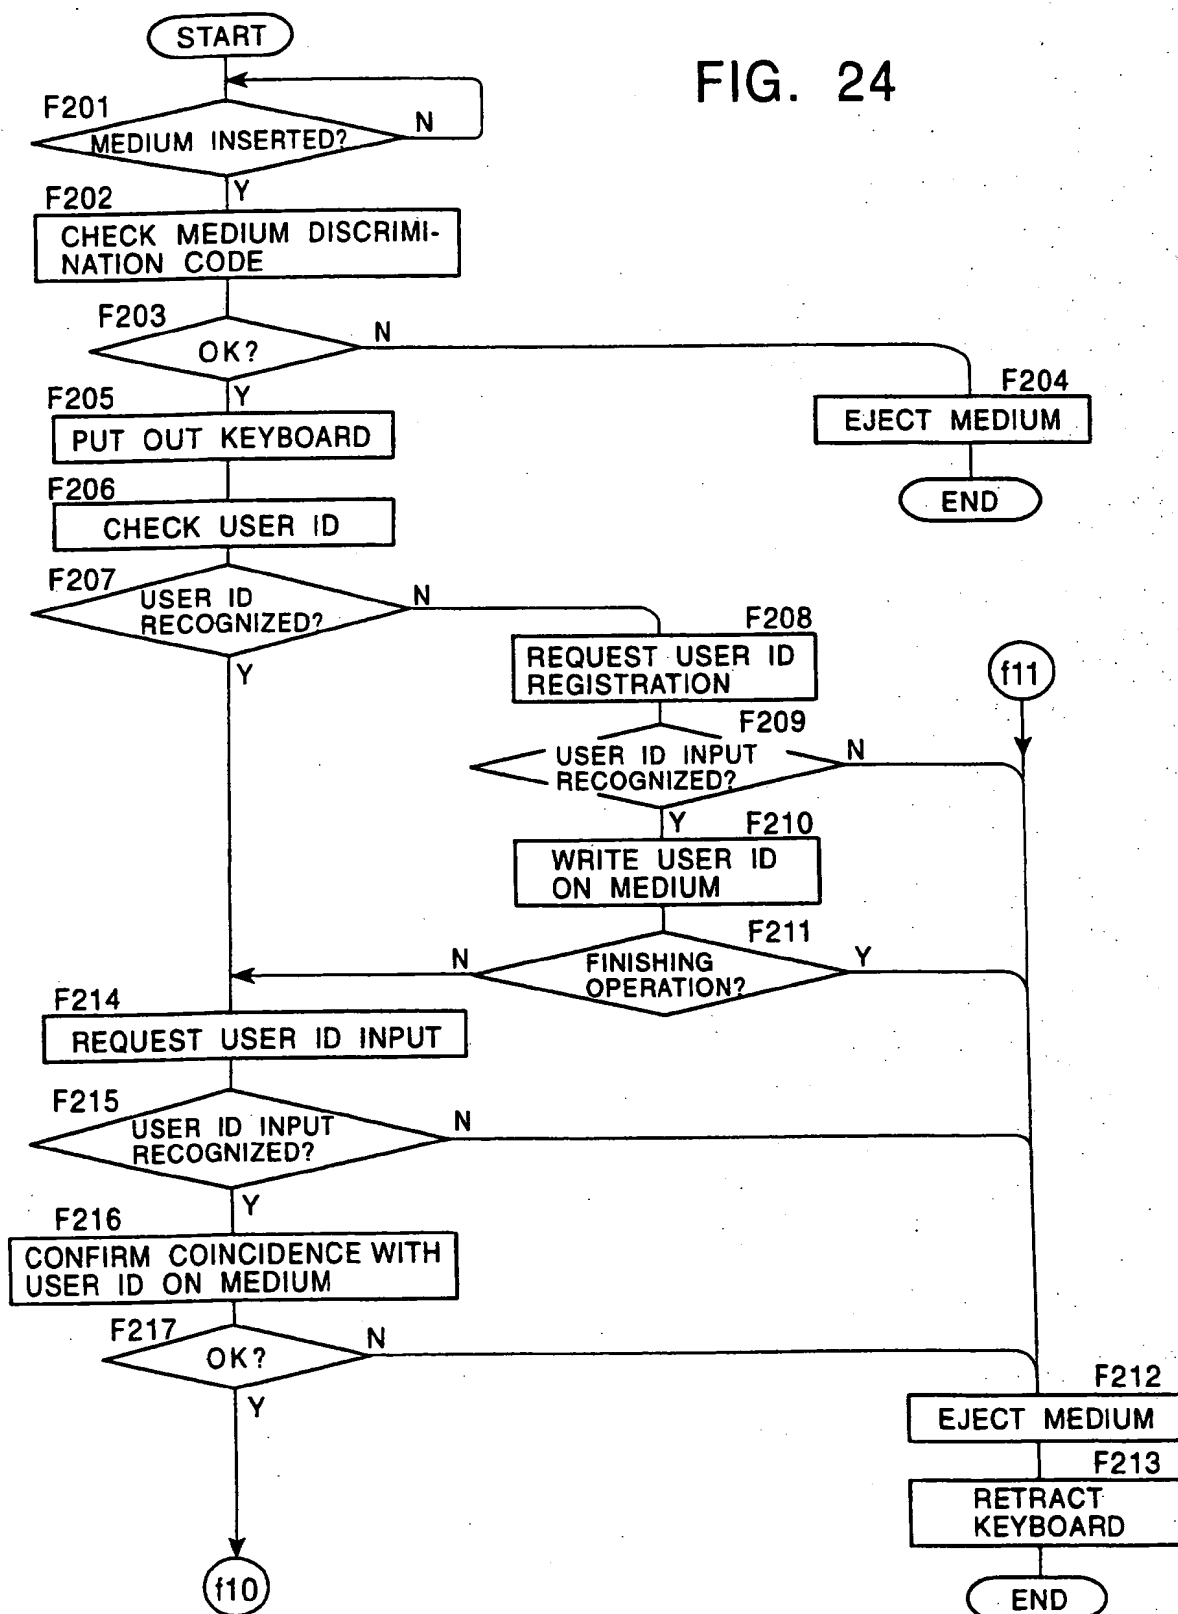 START
FIG. 24
F201
MEDIUM INSERTED?
N
Y
F202
CHECK MEDIUM DISCRIMI-
NATION CODE
F203
OK?
N
Y
F204
EJECT MEDIUM
END
F205
PUT OUT KEYBOARD
F206
CHECK USER ID
F207
USER ID
RECOGNIZED?
N
Y
F208
REQUEST USER ID
REGISTRATION
f11
F209
USER ID INPUT
RECOGNIZED?
N
Y
F210
WRITE USER ID
ON MEDIUM
F211
FINISHING
OPERATION?
N
Y
F214
REQUEST USER ID INPUT
F215
USER ID INPUT
RECOGNIZED?
N
Y
F216
CONFIRM COINCIDENCE WITH
USER ID ON MEDIUM
F217
OK?
N
Y
F212
EJECT MEDIUM
F213
RETRACT
KEYBOARD
f10
END